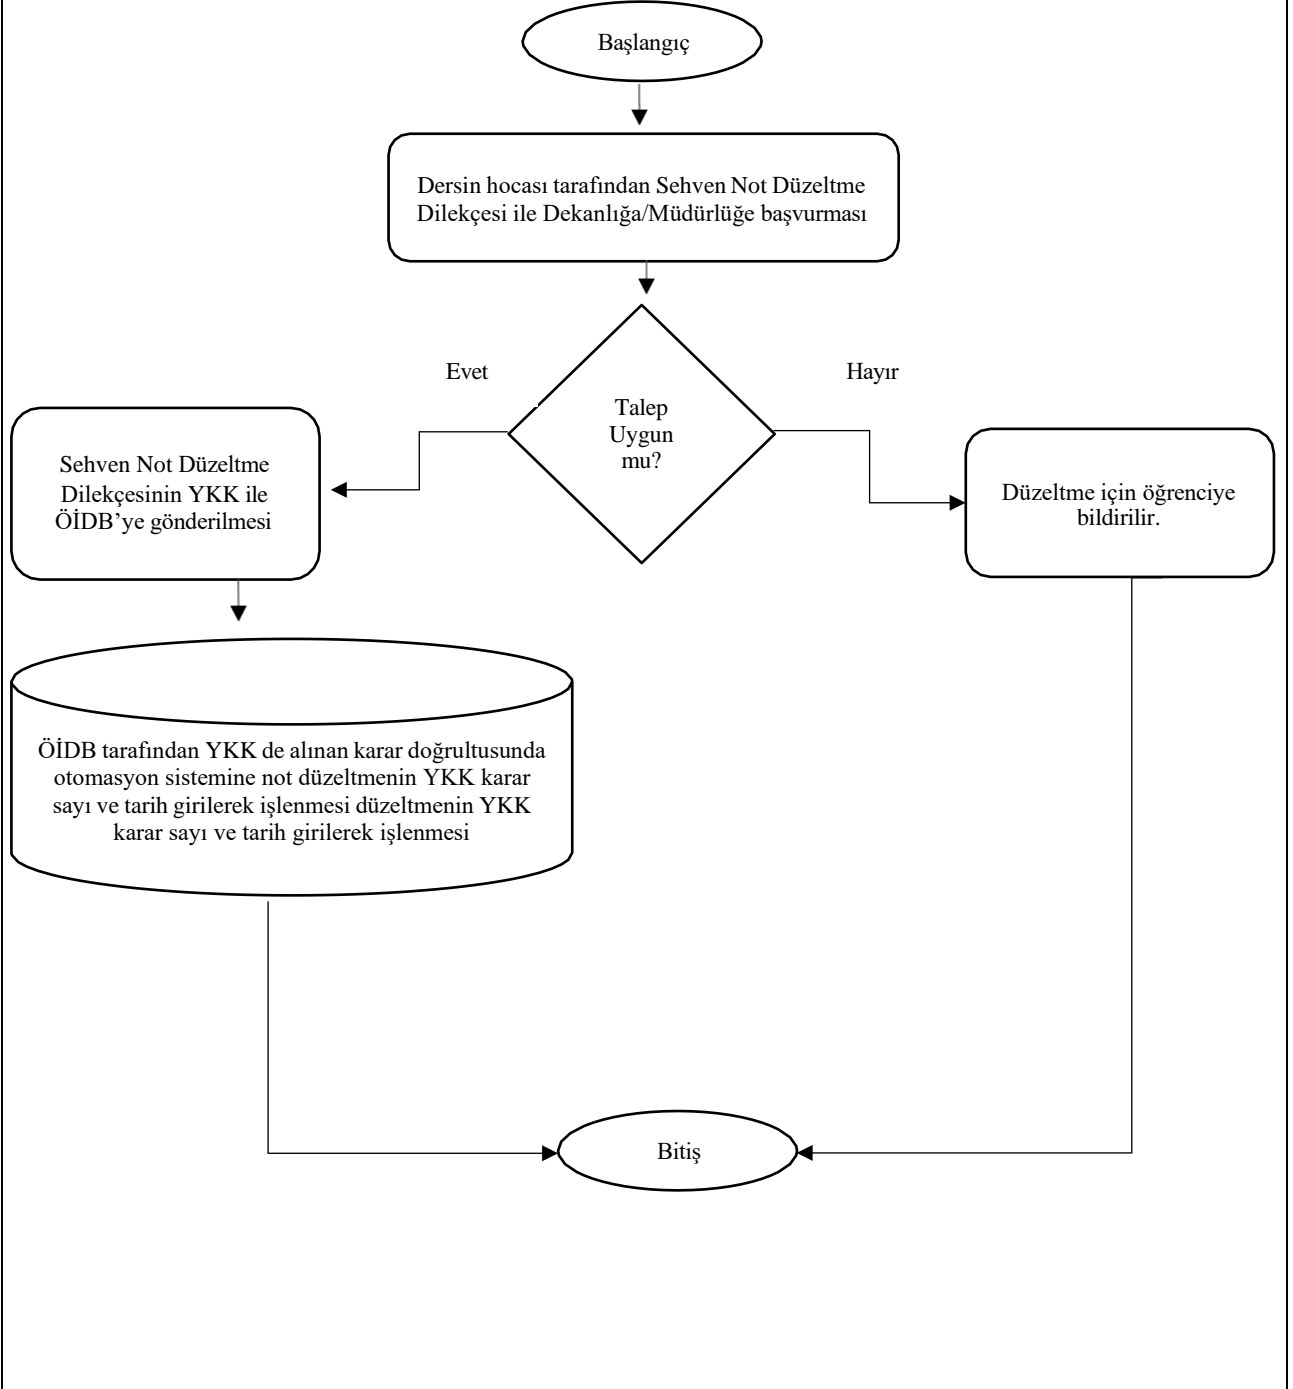 Başlangıç
Dersin hocası tarafından Sehven Not Düzeltme
Dilekçesi ile Dekanlığa/Müdürlüğe başvurması
Evet
Hayır
Talep
Uygun
mu?
Sehven Not Düzeltme
Dilekçesinin YKK ile
ÖİDB’ye gönderilmesi
Düzeltme için öğrenciye
bildirilir.
ÖİDB tarafından YKK de alınan karar doğrultusunda
otomasyon sistemine not düzeltmenin YKK karar
sayı ve tarih girilerek işlenmesi düzeltmenin YKK
karar sayı ve tarih girilerek işlenmesi
Bitiş